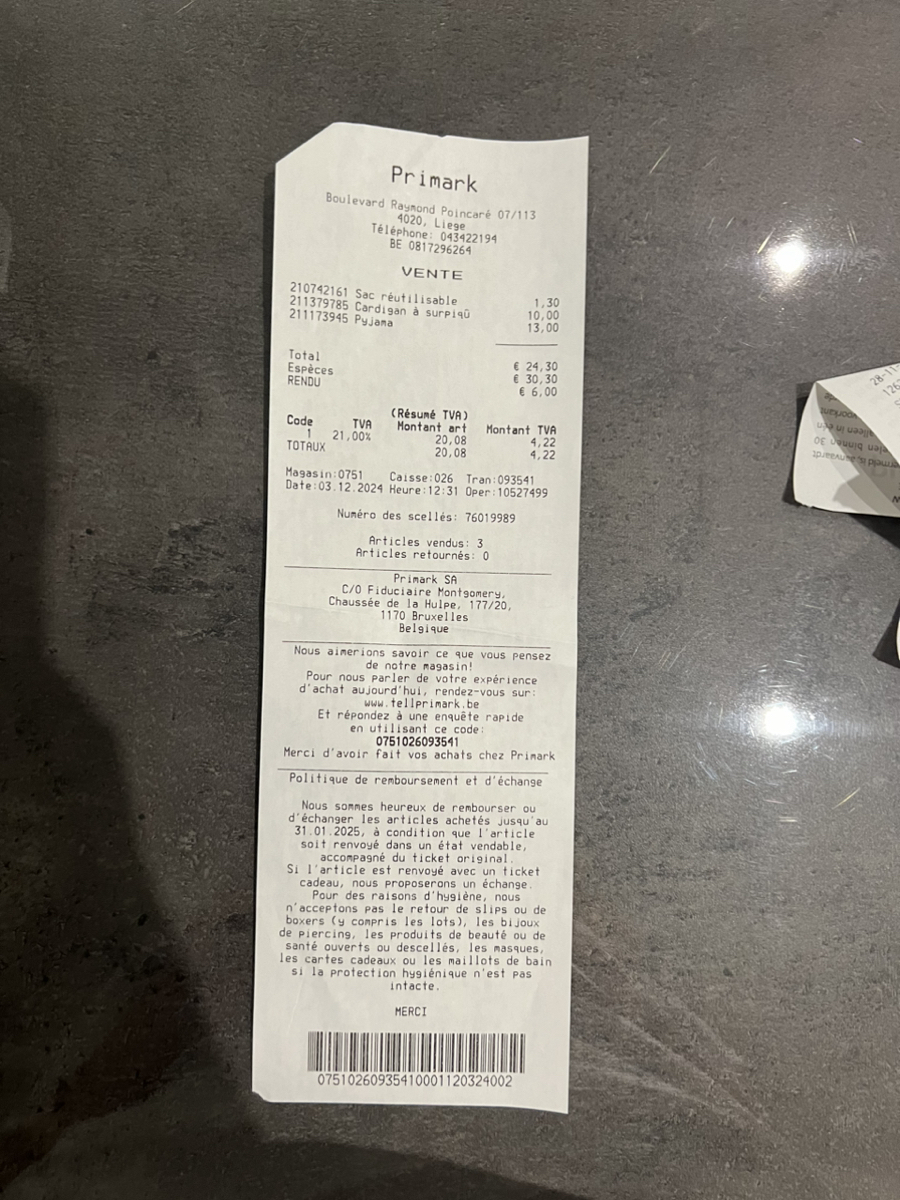 Primark
Boulevard Raymond Poincaré 07/113
4020, Liege
Téléphone: 043422194
BE 0817296264
VENTE
210742161 Sac réutilisable 1,30
211379785 Cardigan à surpiqû 10,00
211173945 Pyjama 13,00
Total € 24,30
Espèces € 30,30
RENDU € 6,00
(Résumé TVA)
Code TVA Montant art Montant TVA
1 21,00% 20,08 4,22
TOTAUX 20,08 4,22
Magasin:0751 Caisse:026 Tran:093541
Date:03.12.2024 Heure:12:31 Oper:10527499
Numéro des scellés: 76019989
Articles vendus: 3
Articles retournés: 0
Primark SA
C/O Fiduciaire Montgomery,
Chaussée de la Hulpe, 177/20,
1170 Bruxelles
Belgique
Nous aimerions savoir ce que vous pensez
de notre magasin!
Pour nous parler de votre expérience
d'achat aujourd'hui, rendez-vous sur:
www.tellprimark.be
Et répondez à une enquête rapide
en utilisant ce code:
0751026093541
Merci d'avoir fait vos achats chez Primark
Politique de remboursement et d'échange
Nous sommes heureux de rembourser ou
d'échanger les articles achetés jusqu'au
31.01.2025, à condition que l'article
soit renvoyé dans un état vendable,
accompagné du ticket original.
Si l'article est renvoyé avec un ticket
cadeau, nous proposerons un échange.
Pour des raisons d'hygiène, nous
n'acceptons pas le retour de slips ou de
boxers (y compris les lots), les bijoux
de piercing, les produits de beauté ou de
santé ouverts ou descellés, les masques,
les cartes cadeaux ou les maillots de bain
si la protection hygiénique n'est pas
intacte.
MERCI
07510260935410001120324002
28-11
binnen 30